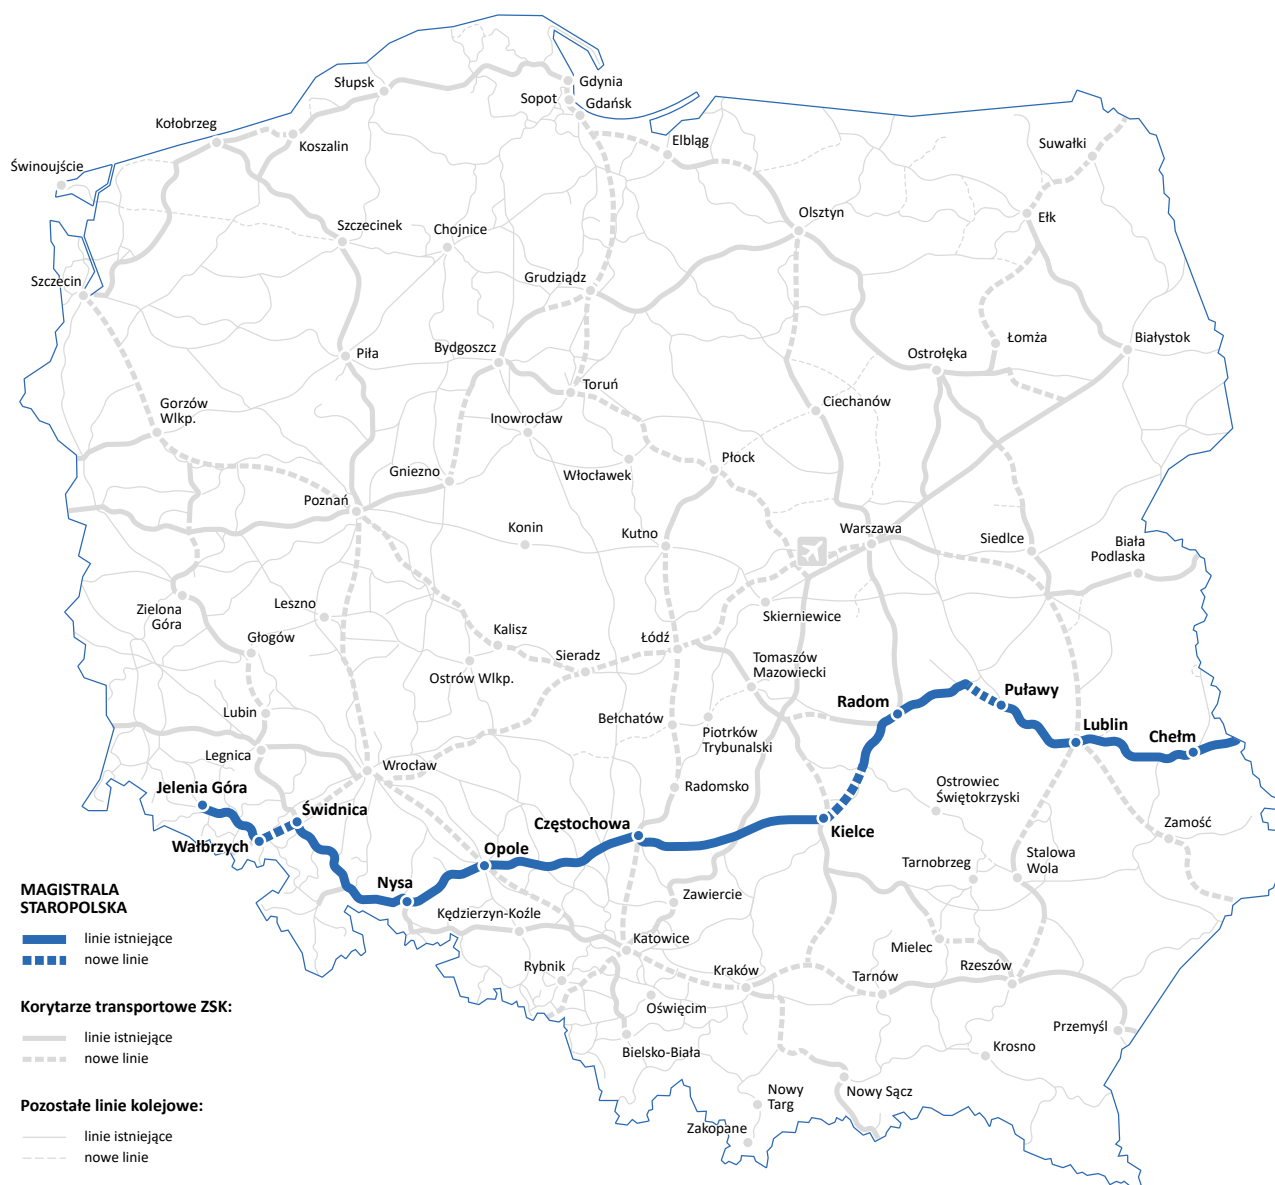 Gdynia
Słupsk
Sopot
Gdańsk
Kołobrzeg
Koszalin
Elbląg
Suwałki
Świnoujście
Olsztyn
Ełk
Szczecinek
Chojnice
Szczecin
Grudziądz
Piła
Bydgoszcz
Łomża
Białystok
Ostrołęka
Toruń
Gorzów
Wlkp.
Ciechanów
Inowrocław
Gniezno
Włocławek
Płock
Poznań
Konin
Kutno
Warszawa
Siedlce
Biała
Podlaska
Zielona
Góra
Leszno
Skierniewice
Głogów
Kalisz
Łódź
Sieradz
Tomaszów
Mazowiecki
Ostrów Wlkp.
Radom
Puławy
Lubin
Bełchatów
Piotrków
Trybunalski
Lublin
Chełm
Legnica
Wrocław
Radomsko
Jelenia Góra
Ostrowiec
Świętokrzyski
Świdnica
Częstochowa
Kielce
Zamość
Wałbrzych
Opole
Tarnobrzeg
Stalowa
Wola
Nysa
Zawiercie
Kędzierzyn-Koźle
Katowice
Mielec
Rybnik
Kraków
Tarnów
Rzeszów
Oświęcim
Przemyśl
Bielsko-Biała
Krosno
Nowy
Targ
Nowy Sącz
Zakopane
MAGISTRALA
STAROPOLSKA
linie istniejące
nowe linie
Korytarze transportowe ZSK:
linie istniejące
nowe linie
Pozostałe linie kolejowe:
linie istniejące
nowe linie